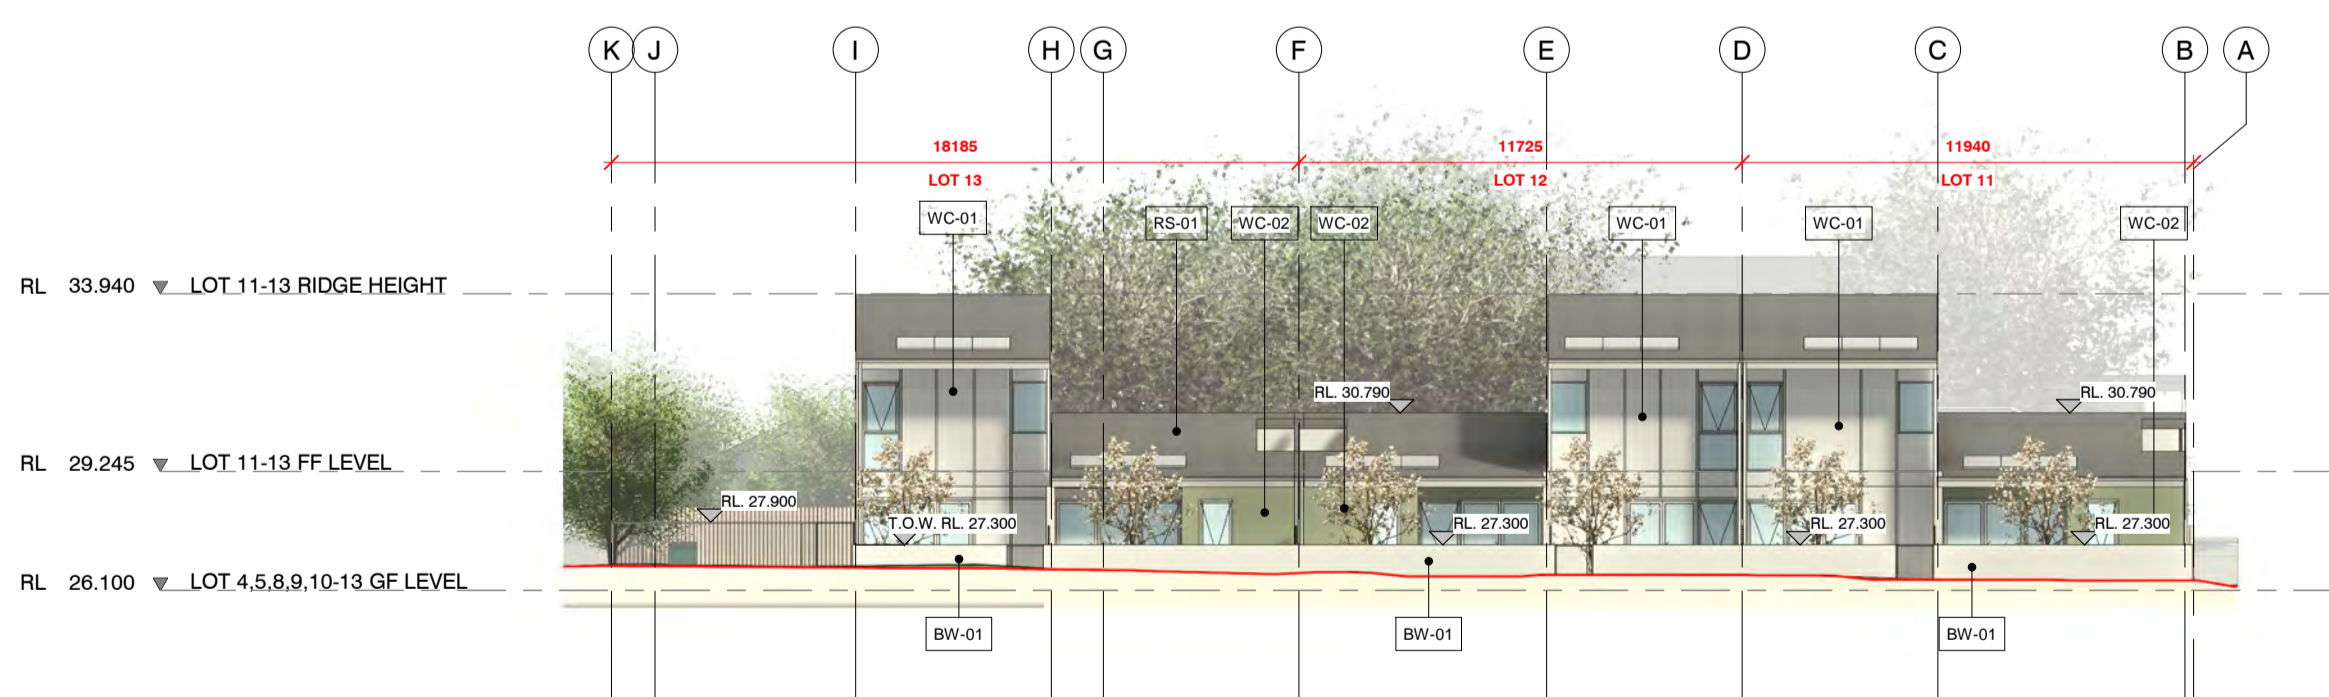 K J I H G F E D C B A
18185 11725 11940
LOT 13 LOT 12 LOT 11
WC-01 RS-01 WC-02 WC-02 WC-01 WC-01 WC-02
RL 33.940 LOT 11-13 RIDGE HEIGHT
RL. 30.790 RL. 30.790
RL 29.245 LOT 11-13 FF LEVEL
RL. 27.900
T.O.W. RL. 27.300 RL. 27.300 RL. 27.300 RL. 27.300
RL 26.100 LOT 4,5,8,9,10-13 GF LEVEL
BW-01 BW-01 BW-01